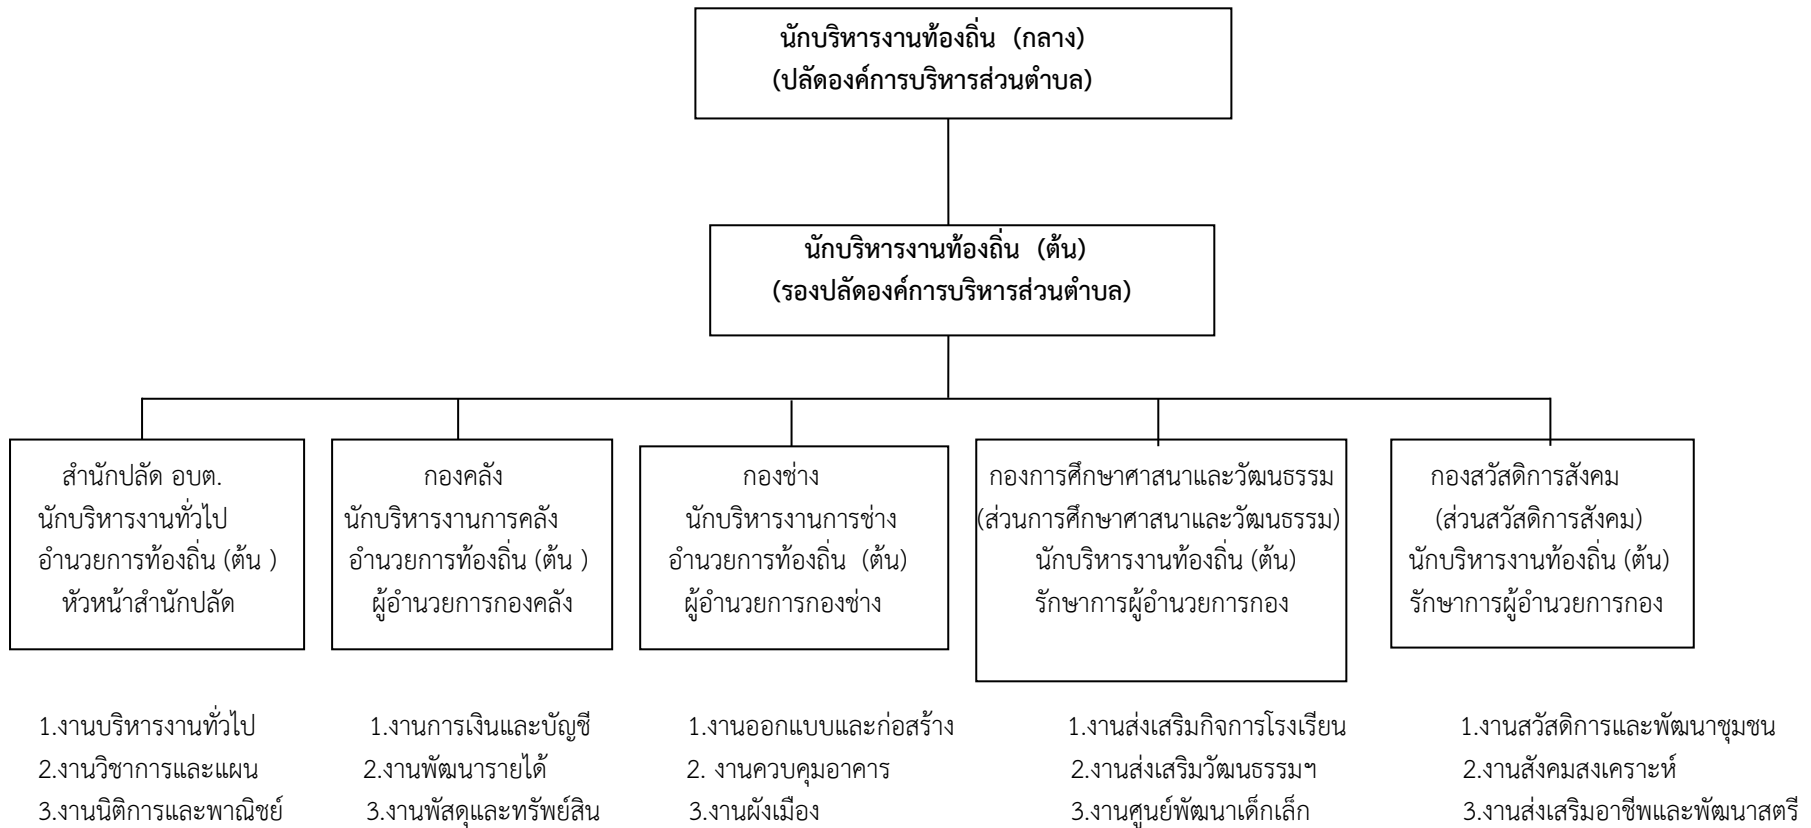 นักบริหารงานท้องถิ่น (กลาง)
(ปลัดองค์การบริหารส่วนตำบล)
นักบริหารงานท้องถิ่น (ต้น)
(รองปลัดองค์การบริหารส่วนตำบล)
สำนักปลัด อบต.
นักบริหารงานทั่วไป
อำนวยการท้องถิ่น (ต้น )
หัวหน้าสำนักปลัด
กองคลัง
นักบริหารงานการคลัง
อำนวยการท้องถิ่น (ต้น )
ผู้อำนวยการกองคลัง
กองช่าง
นักบริหารงานการช่าง
อำนวยการท้องถิ่น (ต้น)
ผู้อำนวยการกองช่าง
กองการศึกษาศาสนาและวัฒนธรรม
(ส่วนการศึกษาศาสนาและวัฒนธรรม)
นักบริหารงานท้องถิ่น (ต้น)
รักษาการผู้อำนวยการกอง
กองสวัสดิการสังคม
(ส่วนสวัสดิการสังคม)
นักบริหารงานท้องถิ่น (ต้น)
รักษาการผู้อำนวยการกอง
1.งานบริหารงานทั่วไป
2.งานวิชาการและแผน
3.งานนิติการและพาณิชย์
1.งานการเงินและบัญชี
2.งานพัฒนารายได้
3.งานพัสดุและทรัพย์สิน
1.งานออกแบบและก่อสร้าง
2. งานควบคุมอาคาร
3.งานผังเมือง
1.งานส่งเสริมกิจการโรงเรียน
2.งานส่งเสริมวัฒนธรรมฯ
3.งานศูนย์พัฒนาเด็กเล็ก
1.งานสวัสดิการและพัฒนาชุมชน
2.งานสังคมสงเคราะห์
3.งานส่งเสริมอาชีพและพัฒนาสตรี